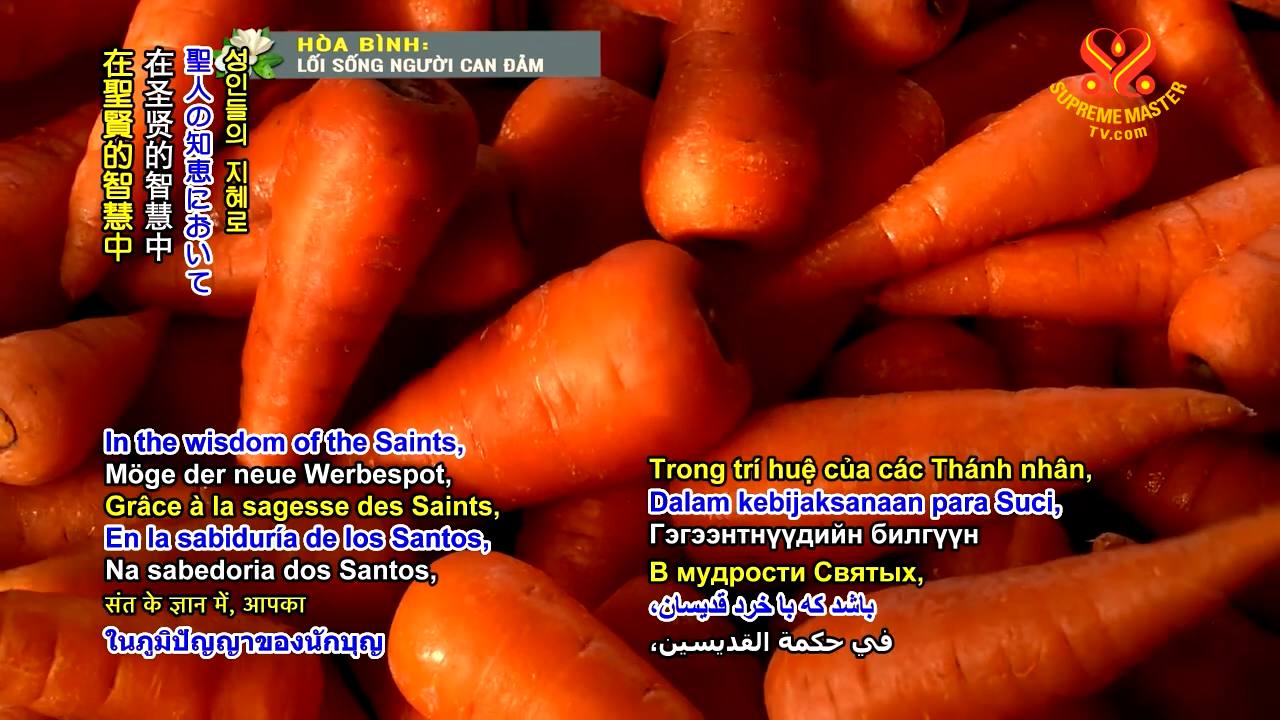 HÒA BÌNH:
LỐI SỐNG NGƯỜI CAN ĐẢM
SUPREME MASTER
TV.com
在聖賢的智慧中
在圣贤的智慧中
聖人の知恵において
성인들의 지혜로
In the wisdom of the Saints,
Möge der neue Werbespot,
Grâce à la sagesse des Saints,
En la sabiduría de los Santos,
Na sabedoria dos Santos,
संत के ज्ञान में, आपका
ในภูมิปัญญาของนักบุญ
Trong trí huệ của các Thánh nhân,
Dalam kebijaksanaan para Suci,
Гэгээнтнүүдийн билгүүн
В мудрости Святых,
باشد که با خرد قدیسان،
في حكمة القديسين،